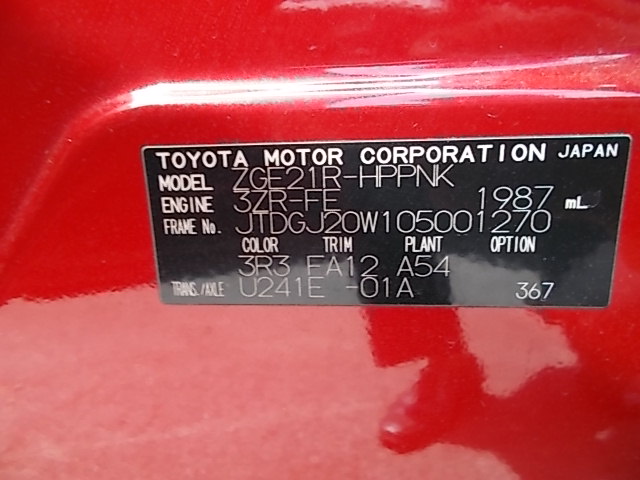 TOYOTA MOTOR CORPORATION JAPAN
MODEL ZGE21R-HPPNK
ENGINE 3ZR-FE 1987 mL
FRAME No. JTDGJ20W105001270
COLOR TRIM PLANT OPTION
3R3 FA12 A54
TRANS./AXLE U241E -01A 367